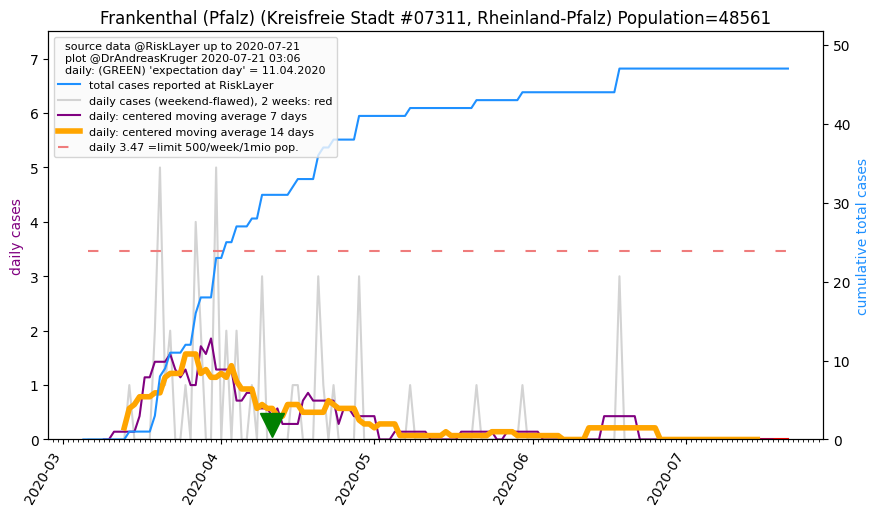 Frankenthal (Pfalz) (Kreisfreie Stadt #07311, Rheinland-Pfalz) Population=48561
source data @RiskLayer up to 2020-07-21
plot @DrAndreasKruger 2020-07-21 03:06
daily: (GREEN) 'expectation day' = 11.04.2020
total cases reported at RiskLayer
daily cases (weekend-flawed), 2 weeks: red
daily: centered moving average 7 days
daily: centered moving average 14 days
daily 3.47 =limit 500/week/1mio pop.
daily cases
7
6
5
4
3
2
1
0
cumulative total cases
50
40
30
20
10
0
2020-03
2020-04
2020-05
2020-06
2020-07